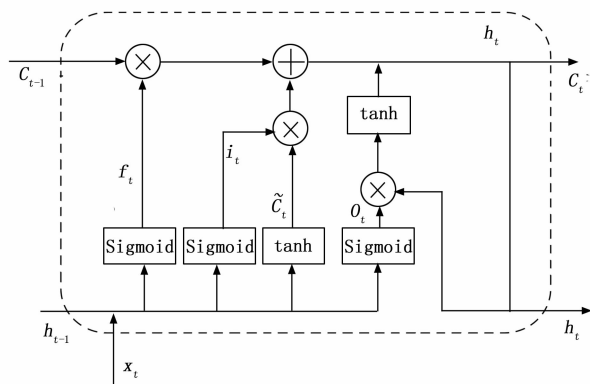 h_t
C_{t-1}
C_t
tanh
i_t
f_t
C̃_t
O_t
Sigmoid
Sigmoid
tanh
Sigmoid
h_{t-1}
h_t
x_t